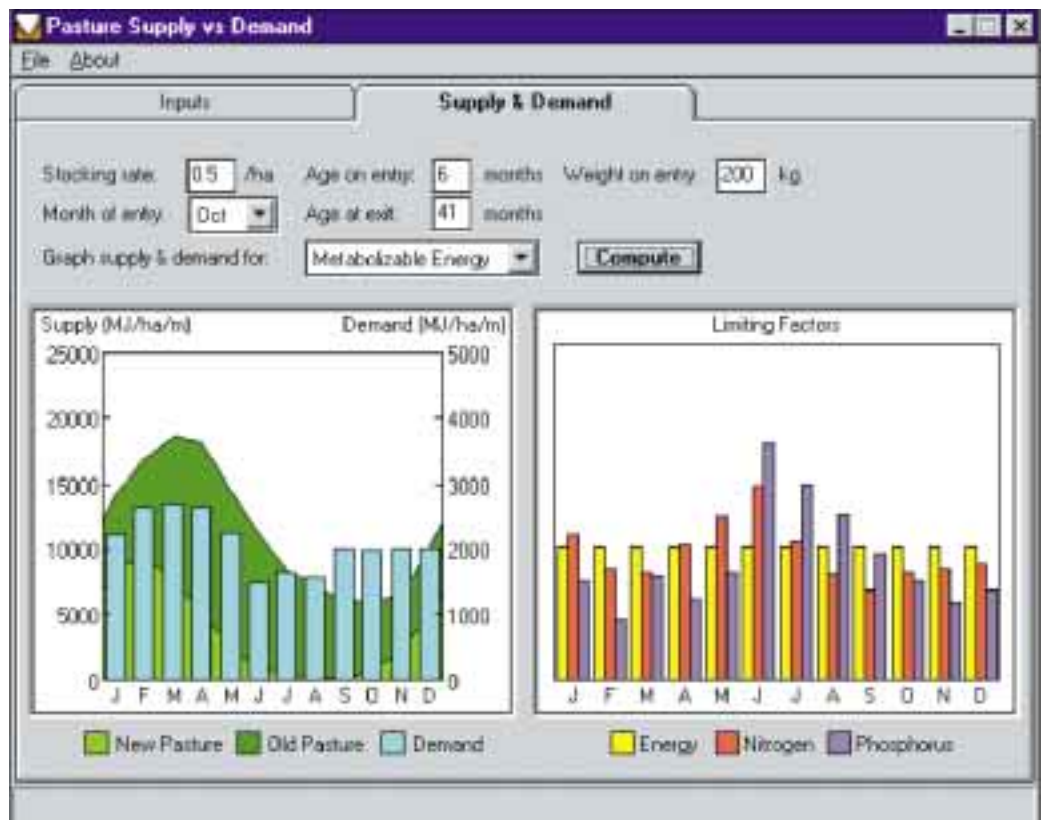 Pasture Supply vs Demand
File About
Inputs Supply & Demand
Stocking rate: 0.5 /ha Age on entry: 6 months Weight on entry: 200 kg
Month of entry: Oct Age at exit: 41 months
Graph supply & demand for: Metabolizable Energy Compute
Supply (MJ/ha/m) Demand (MJ/ha/m) Limiting Factors
25000 5000
20000 4000
15000 3000
10000 2000
5000 1000
0 0
J F M A M J J A S O N D J F M A M J J A S O N D
New Pasture Old Pasture Demand Energy Nitrogen Phosphorus